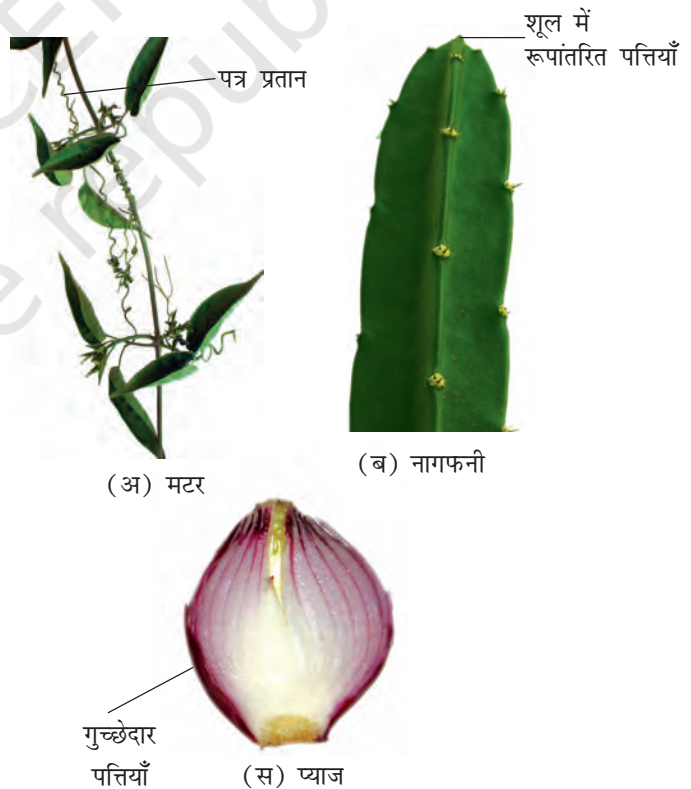 शूल में
रूपांतरित पत्तियाँ
पत्र प्रतान
(अ) मटर
(ब) नागफनी
गुच्छेदार
पत्तियाँ
(स) प्याज